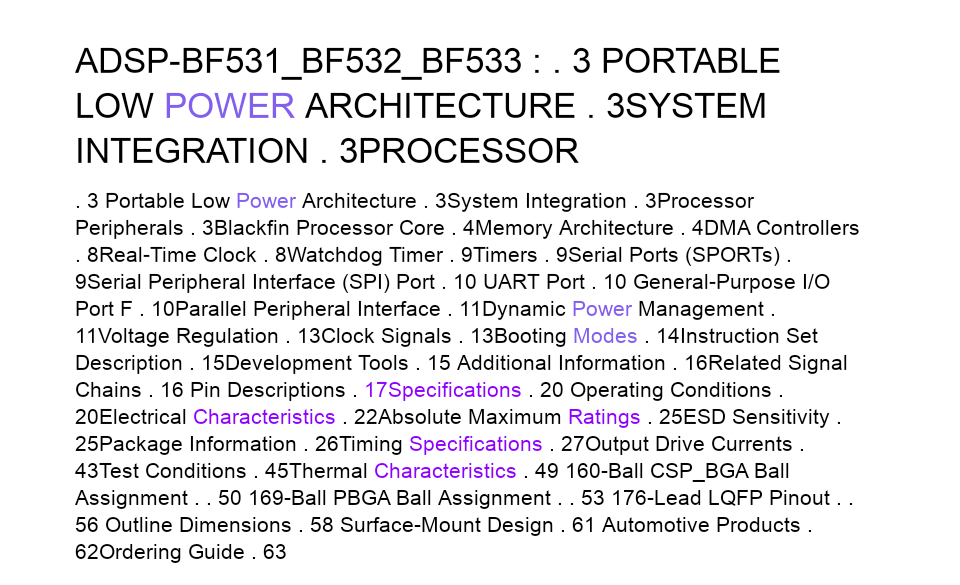 ADSP-BF531_BF532_BF533 : . 3 PORTABLE
LOW POWER ARCHITECTURE . 3SYSTEM
INTEGRATION . 3PROCESSOR
. 3 Portable Low Power Architecture . 3System Integration . 3Processor
Peripherals . 3Blackfin Processor Core . 4Memory Architecture . 4DMA Controllers
. 8Real-Time Clock . 8Watchdog Timer . 9Timers . 9Serial Ports (SPORTs) .
9Serial Peripheral Interface (SPI) Port . 10 UART Port . 10 General-Purpose I/O
Port F . 10Parallel Peripheral Interface . 11Dynamic Power Management .
11Voltage Regulation . 13Clock Signals . 13Booting Modes . 14Instruction Set
Description . 15Development Tools . 15 Additional Information . 16Related Signal
Chains . 16 Pin Descriptions . 17Specifications . 20 Operating Conditions .
20Electrical Characteristics . 22Absolute Maximum Ratings . 25ESD Sensitivity .
25Package Information . 26Timing Specifications . 27Output Drive Currents .
43Test Conditions . 45Thermal Characteristics . 49 160-Ball CSP_BGA Ball
Assignment . . 50 169-Ball PBGA Ball Assignment . . 53 176-Lead LQFP Pinout . .
56 Outline Dimensions . 58 Surface-Mount Design . 61 Automotive Products .
62Ordering Guide . 63